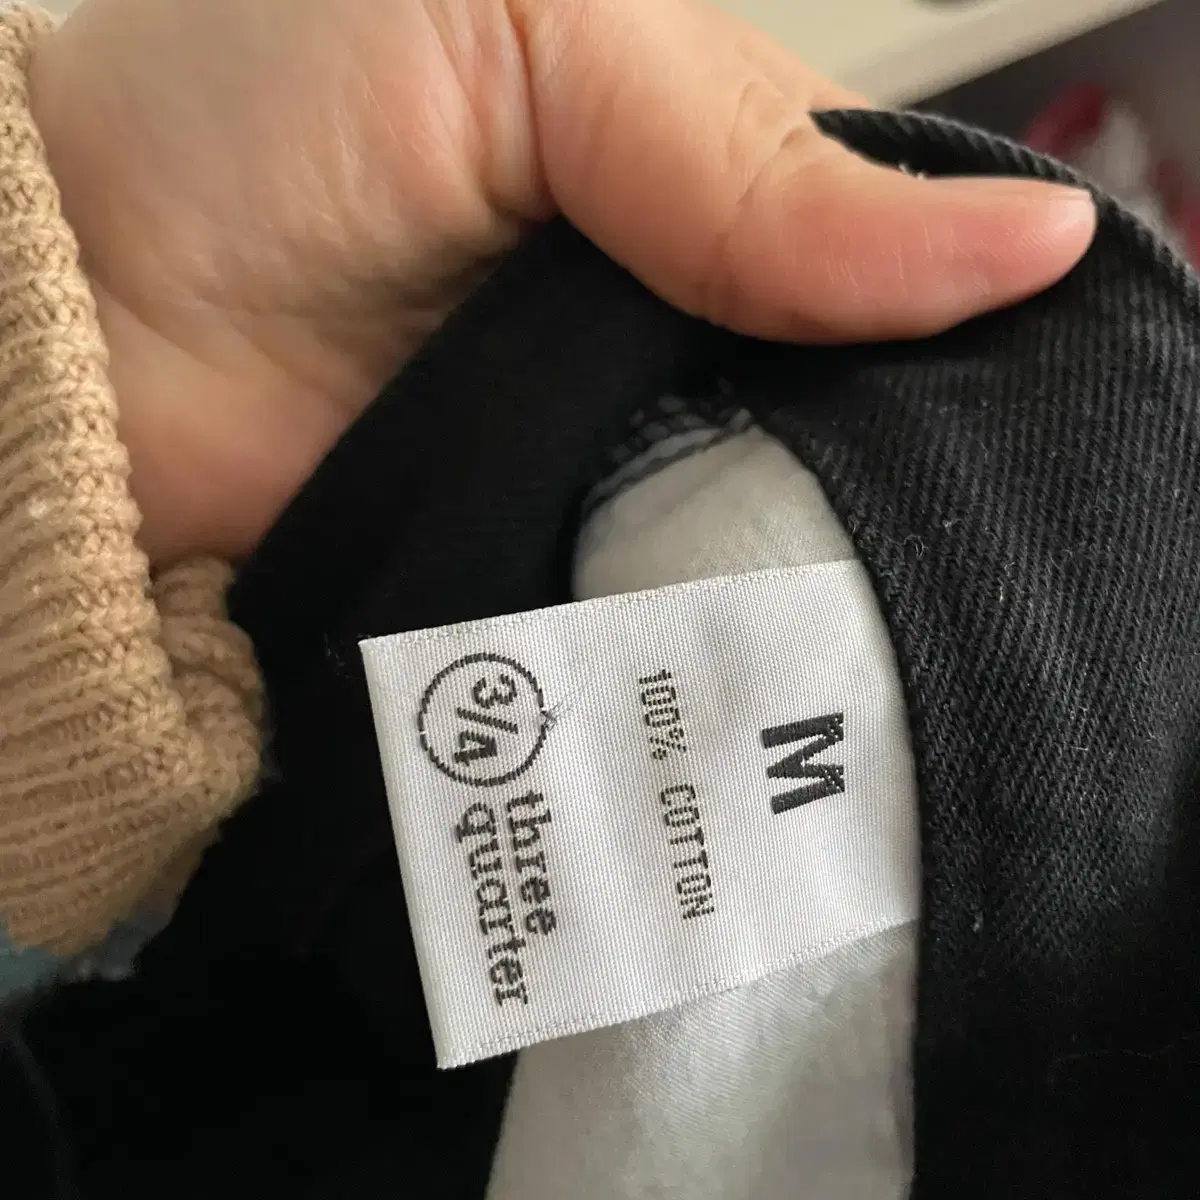 M
100% COTTON
3/4
three
quarter